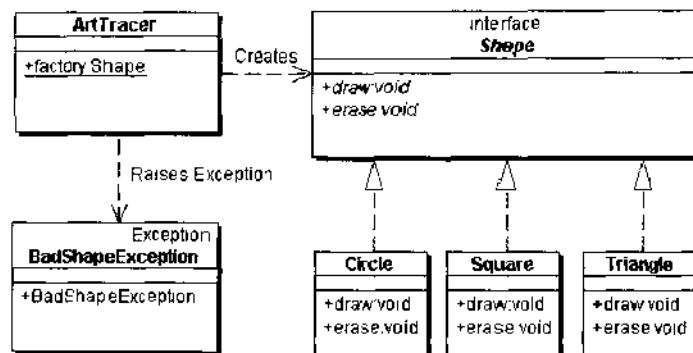 ArtTracer
+factory:Shape
Creates
interface
Shape
+draw:void
+erase:void
Raises Exception
Exception
BadShapeException
+BadShapeException
Circle
+draw:void
+erase:void
Square
+draw:void
+erase:void
Triangle
+draw:void
+erase:void